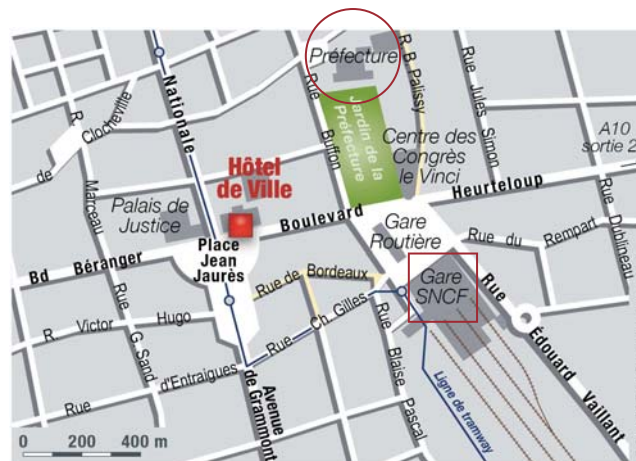 Préfecture
R. B. Palissy
Rue Jules Simon
R. de Clocheville
Nationale
Rue Buffon
Jardin de la
Préfecture
Centre des
Congrès
le Vinci
A10
sortie 2
Hôtel
de Ville
Palais de
Justice
Rue Marceau
Boulevard Heurteloup
Place
Jean
Jaurès
Gare
Routière
Rue du Rempart
Rue Dublineau
Bd Béranger
Rue de Bordeaux
Gare
SNCF
R. Victor Hugo
Rue G. Sand
Rue Ch. Gilles
Rue Édouard Vaillant
Rue d'Entraigues
Avenue
de Grammont
Rue Blaise Pascal
Ligne de tramway
0 200 400 m